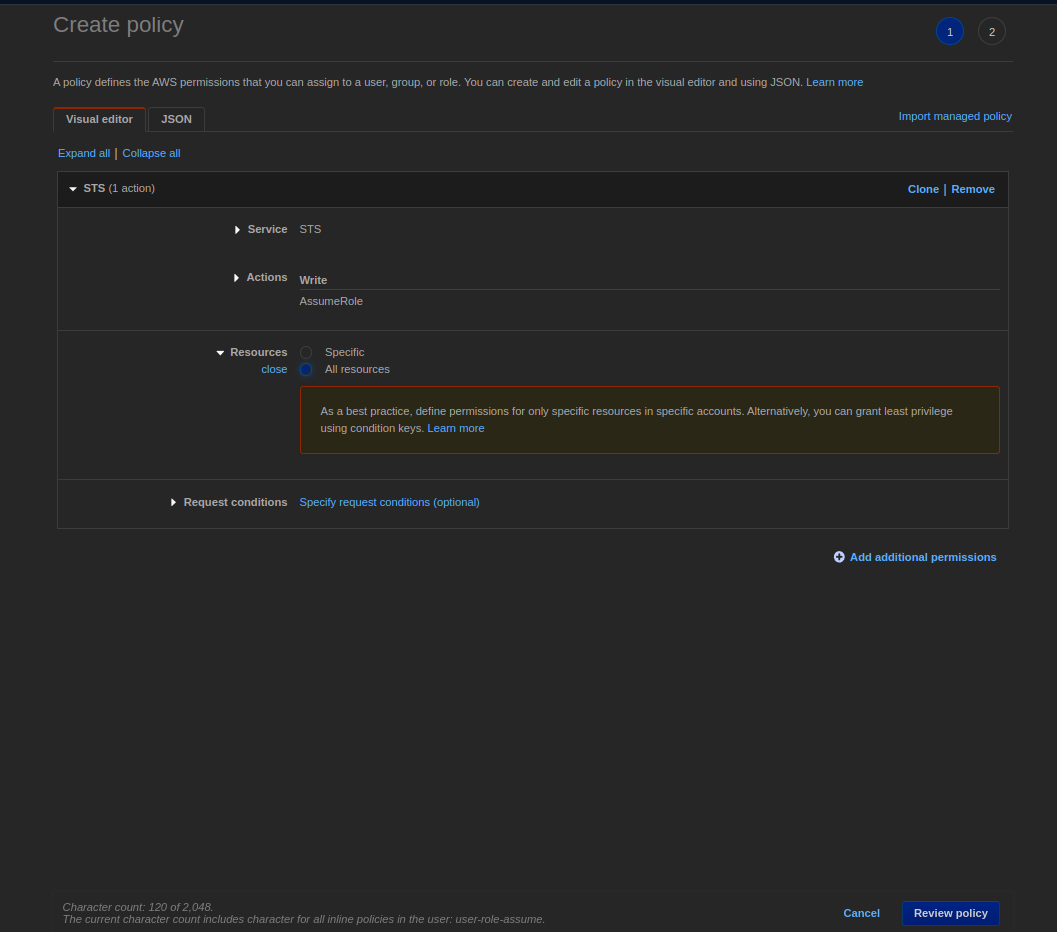 Create policy
1
2
A policy defines the AWS permissions that you can assign to a user, group, or role. You can create and edit a policy in the visual editor and using JSON. Learn more
Visual editor
JSON
Import managed policy
Expand all | Collapse all
STS (1 action)
Clone | Remove
Service STS
Actions Write
AssumeRole
Resources Specific
close All resources
As a best practice, define permissions for only specific resources in specific accounts. Alternatively, you can grant least privilege
using condition keys. Learn more
Request conditions Specify request conditions (optional)
Add additional permissions
Character count: 120 of 2,048.
The current character count includes character for all inline policies in the user: user-role-assume.
Cancel
Review policy